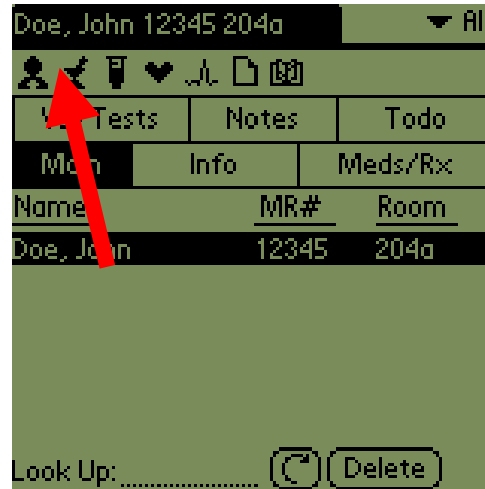 Doe, John 12345 204a Al
Tests Notes Todo
Main Info Meds/Rx
Name MR# Room
Doe, John 12345 204a
Look Up: Delete